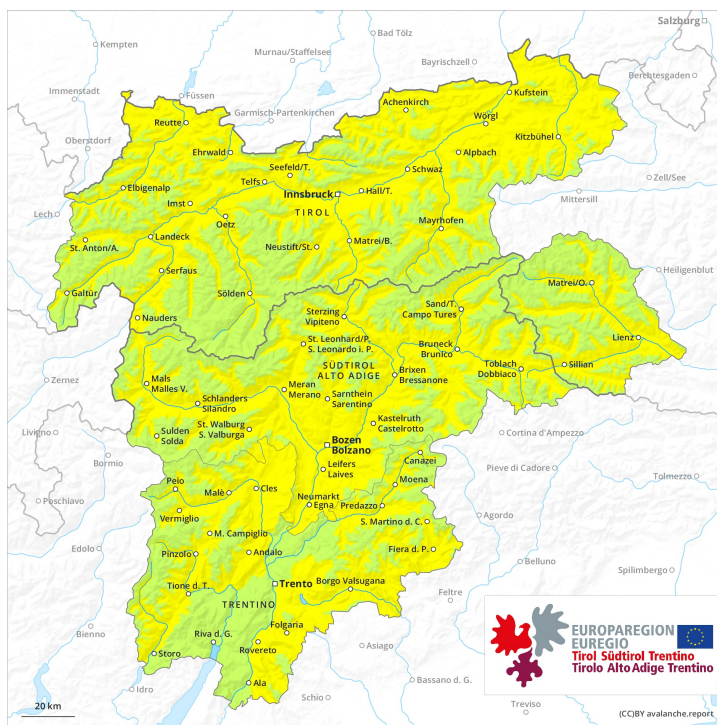 Salzburg
Bad Tölz
Kempten
Murnau/Staffelsee
Bayrischzell
Berchtesgaden
Immenstadt
Füssen
Kufstein
Garmisch-Partenkirchen
Achenkirch
Reutte
Wörgl
Oberstdorf
Kitzbühel
Ehrwald
Alpbach
Seefeld/T.
Schwaz
Telfs
Zell/See
Elbigenalp
Innsbruck
Hall/T.
Mittersill
Imst
Lech
TIROL
Oetz
Mayrhofen
Landeck
St. Anton/A.
Neustift/St.
Matrei/B.
Serfaus
Heiligenblut
Matrei/O.
Galtür
Sölden
Sand/T.
Campo Tures
Nauders
Sterzing
Vipiteno
Lienz
St. Leonhard/P.
S. Leonardo i. P.
Bruneck
Brunico
Toblach
Dobbiaco
Sillian
SÜDTIROL
ALTO ADIGE
Brixen
Bressanone
Zernez
Mals
Malles V.
Meran
Merano
Schlanders
Silandro
Sarnthein
Sarentino
St. Walburg
S. Valburga
Kastelruth
Castelrotto
Livigno
Sulden
Solda
Cortina d'Ampezzo
Bozen
Bolzano
Bormio
Canazei
Pieve di Cadore
Leifers
Laives
Tolmezzo
Peio
Moena
Malè
Cles
Poschiavo
Neumarkt
Egna
Predazzo
Vermiglio
Agordo
S. Martino d. C.
M. Campiglio
Edolo
Pinzolo
Andalo
Fiera d. P.
Belluno
Spilimbergo
Trento
Borgo Valsugana
Tione d. T.
Feltre
TRENTINO
Folgaria
Bienno
Riva d. G.
Rovereto
Asiago
Storo
Bassano d. G.
Ala
Idro
Schio
Treviso
EUROPAREGION
EUREGIO
Tirol Südtirol Trentino
Tirolo Alto Adige Trentino
20 km
(CC)BY avalanche.report